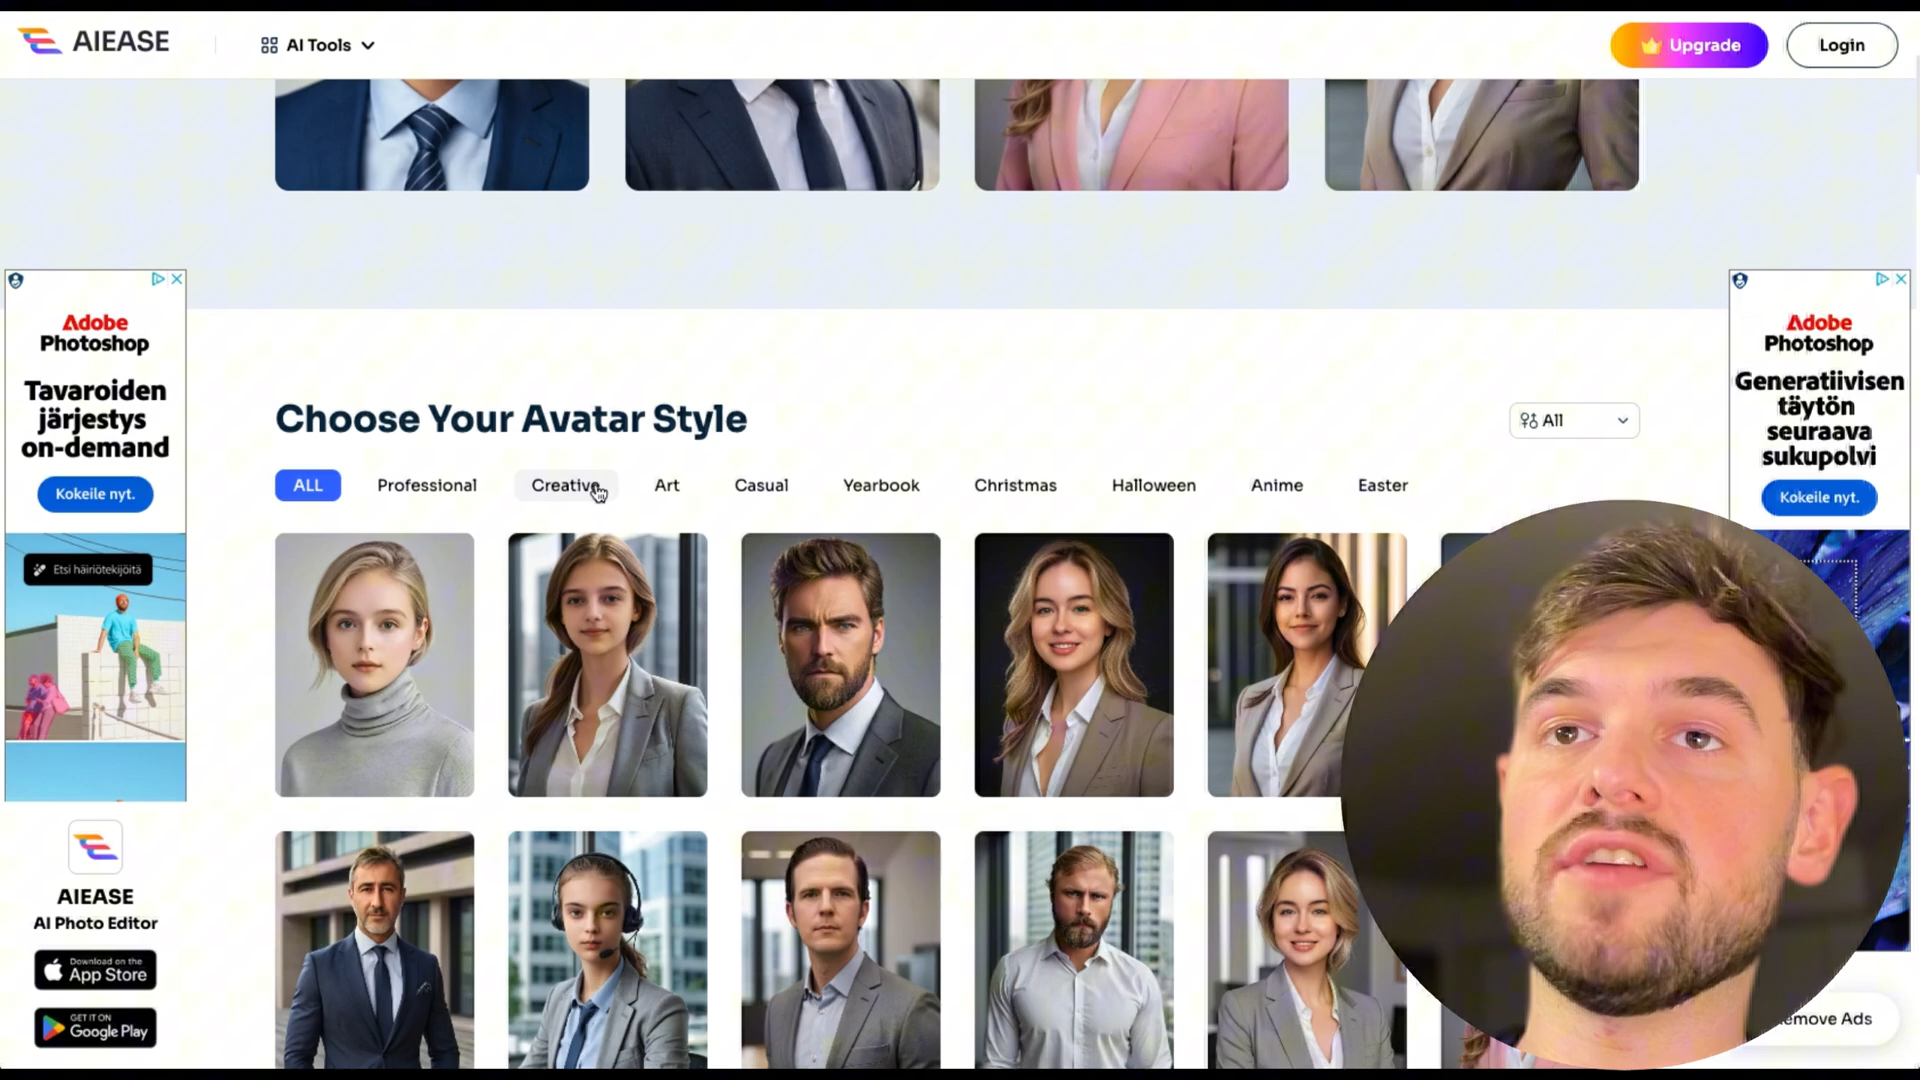 AIEASE
AI Tools
Upgrade
Login
Adobe
Photoshop
Tavaroiden
järjestys
on-demand
Kokeile nyt.
Etsi häiriötekijöitä
Adobe
Photoshop
Generatiivisen
täytön
seuraava
sukupolvi
Kokeile nyt.
Choose Your Avatar Style
All
ALL
Professional
Creative
Art
Casual
Yearbook
Christmas
Halloween
Anime
Easter
AIEASE
AI Photo Editor
Download on the
App Store
GET IT ON
Google Play
Ads